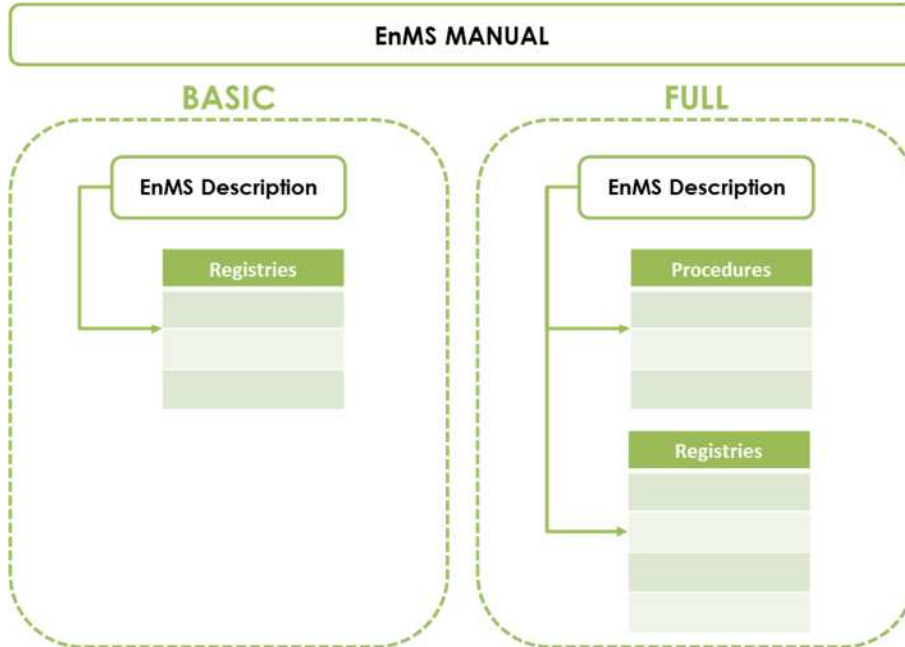 EnMS MANUAL
BASIC
EnMS Description
Registries
FULL
EnMS Description
Procedures
Registries